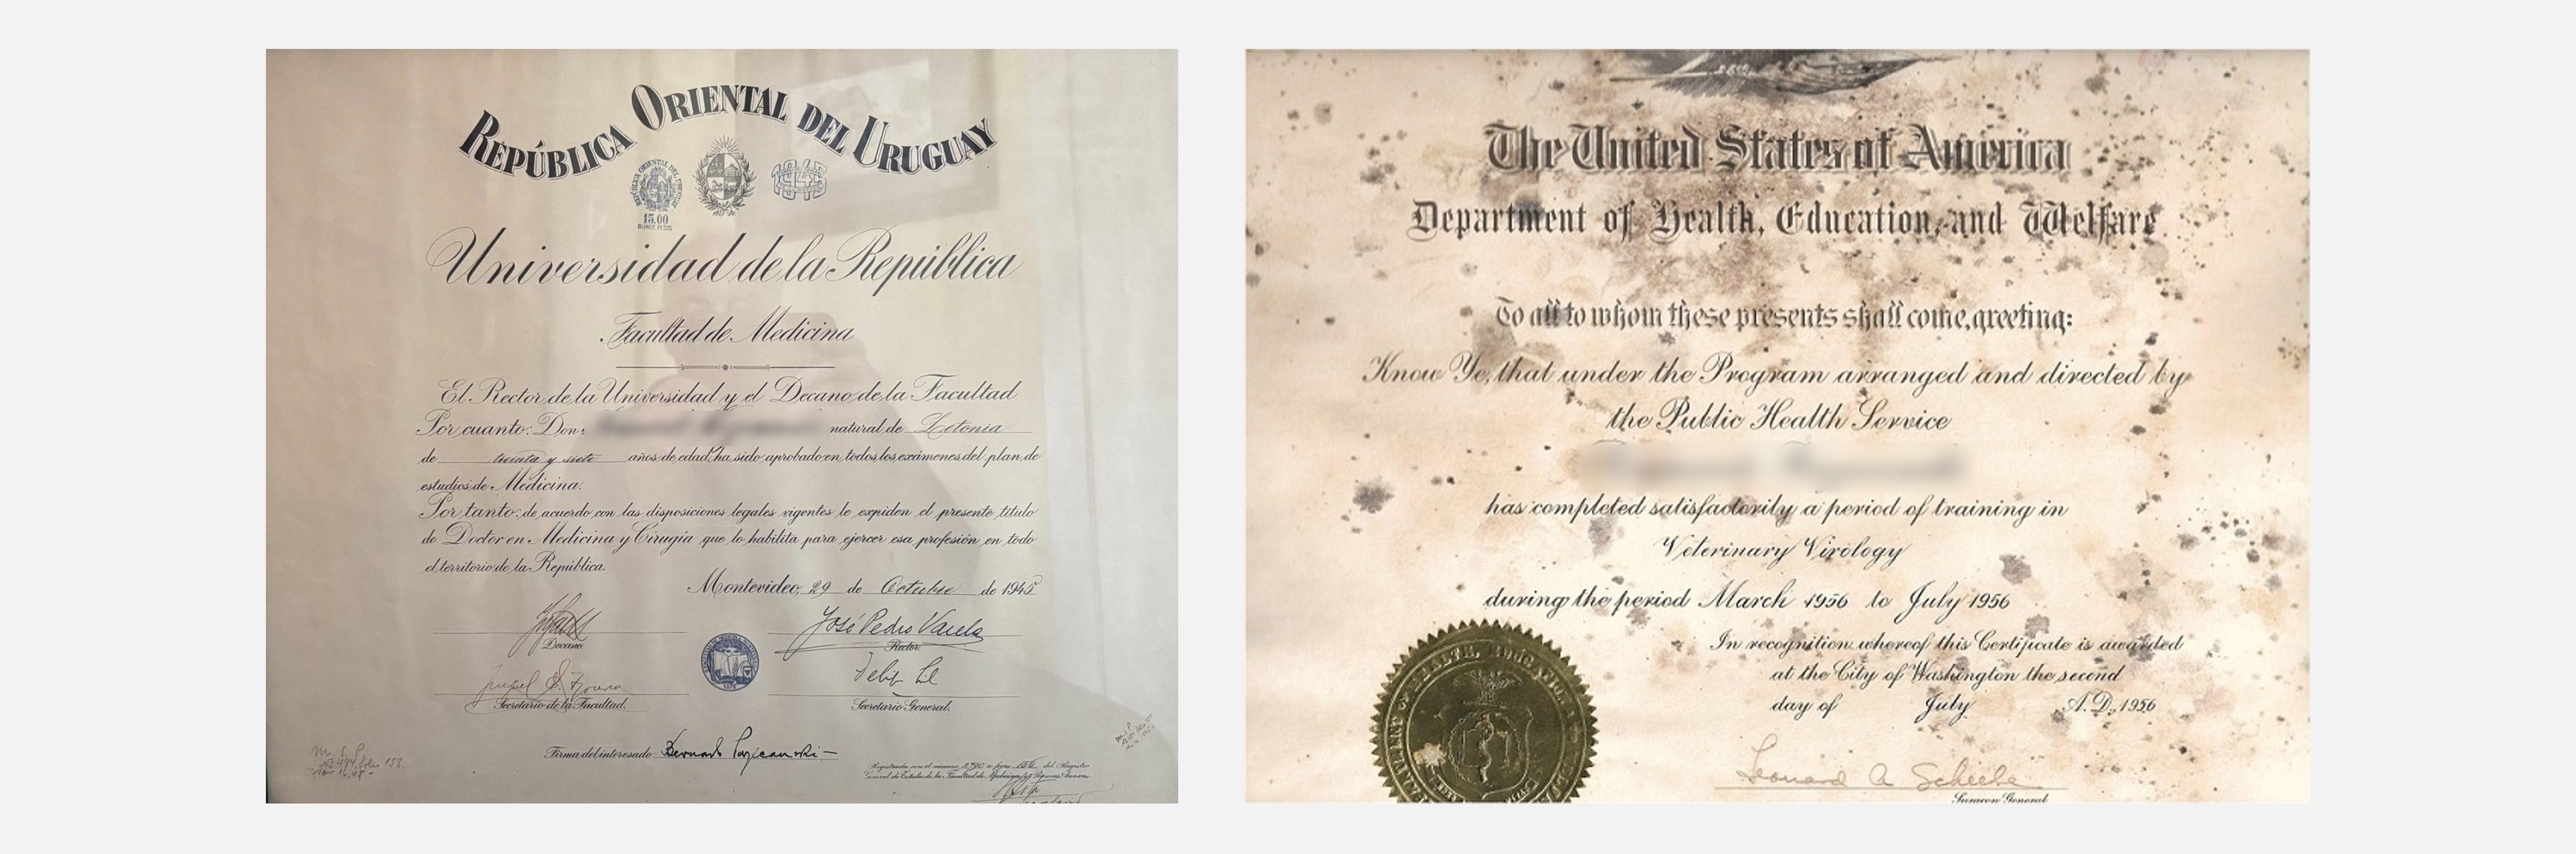 REPÚBLICA ORIENTAL DEL URUGUAY
15.00
Universidad de la República
Facultad de Medicina
El Rector de la Universidad y el Decano de la Facultad
Por cuanto: Don: natural de Letonia
de treinta y siete años de edad, ha sido aprobado en todos los exámenes del plan de
estudios de Medicina.
Por tanto: de acuerdo con las disposiciones legales vigentes le expiden el presente título
de Doctor en Medicina y Cirugía que lo habilita para ejercer esa profesión en todo
el territorio de la República.
Montevideo, 29 de Octubre de 1945
José Pedro Varela
Decano.
Rector.
Secretario de la Facultad.
Secretario General.
Firma del interesado:
The United States of America
Department of Health, Education, and Welfare
To all to whom these presents shall come, greeting:
Know Ye, that under the Program arranged and directed by
the Public Health Service
has completed satisfactorily a period of training in
Veterinary Virology
during the period March 1956 to July 1956
In recognition whereof this Certificate is awarded
at the City of Washington the second
day of July A.D., 1956
Leonard A. Scheele
Surgeon General